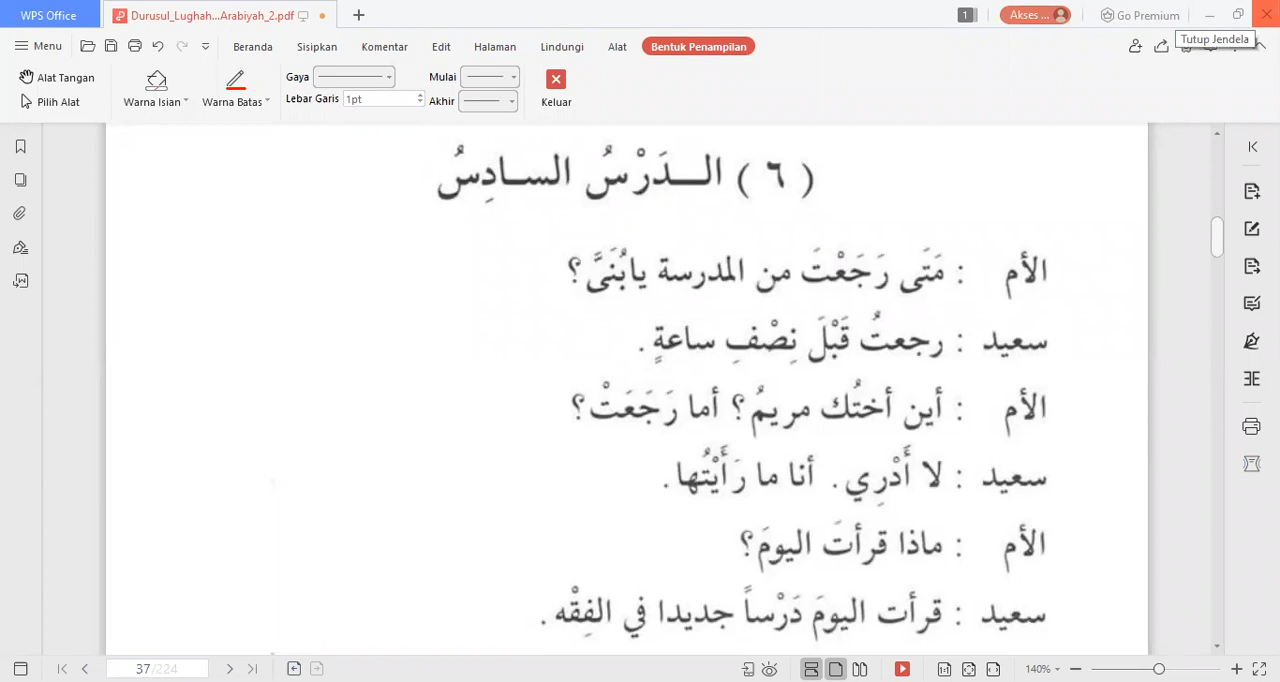 WPS Office
Durusul_Lughah...Arabiyah_2.pdf
1
Akses ...
Go Premium
Tutup Jendela
Menu
Beranda
Sisipkan
Komentar
Edit
Halaman
Lindungi
Alat
Bentuk Penampilan
Alat Tangan
Pilih Alat
Warna Isian
Warna Batas
Gaya
Lebar Garis 1pt
Mulai
Akhir
Keluar
( ٦ ) الـــدَرْسُ الســادِسُ
الأم : مَتَى رَجَعْتَ من المدرسة يابُنَىَّ ؟
سعيد : رجعتُ قَبْلَ نِصْفِ ساعةٍ .
الأم : أين أختُك مريمُ ؟ أما رَجَعَتْ ؟
سعيد : لا أَدْرِي . أنا ما رَأَيْتُها .
الأم : ماذا قرأتَ اليومَ ؟
سعيد : قرأت اليومَ دَرْساً جديدا في الفِقْه .
37/224
140%